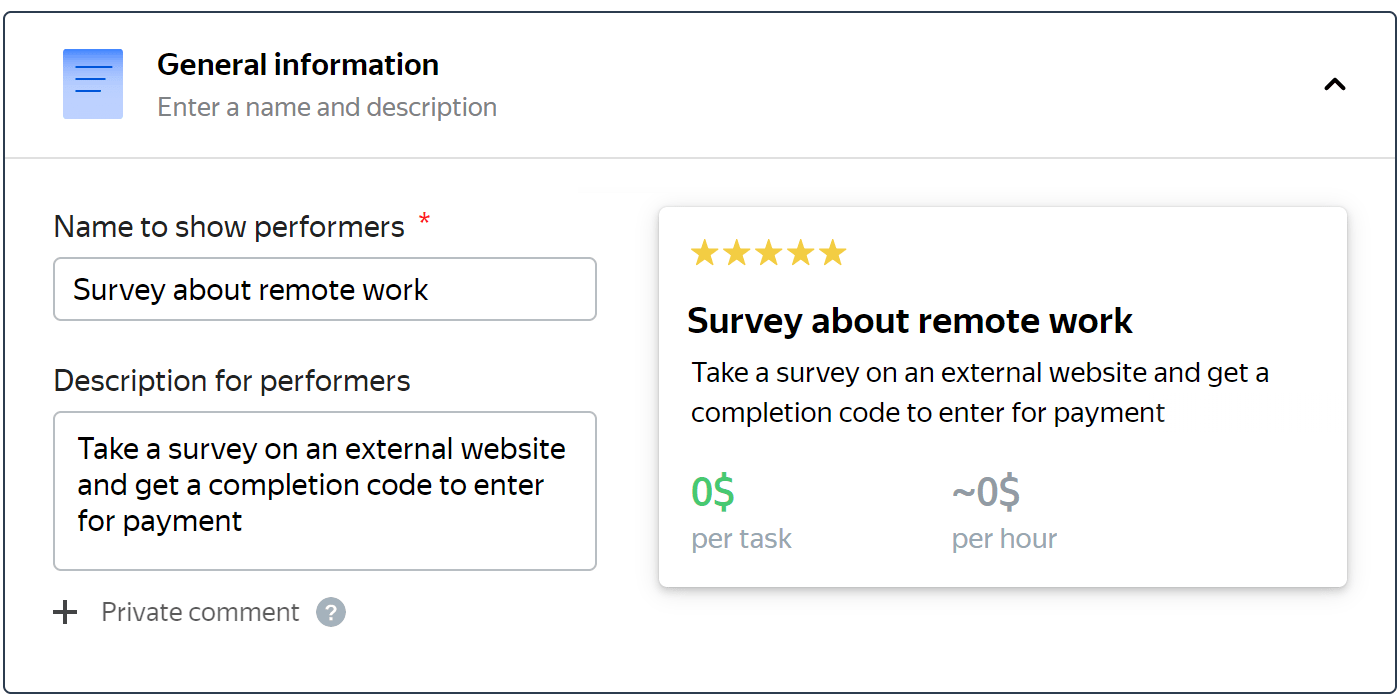 General information
Enter a name and description
Name to show performers *
Survey about remote work
Description for performers
Take a survey on an external website
and get a completion code to enter
for payment
+ Private comment ?
Survey about remote work
Take a survey on an external website and get a
completion code to enter for payment
0$ ~0$
per task per hour